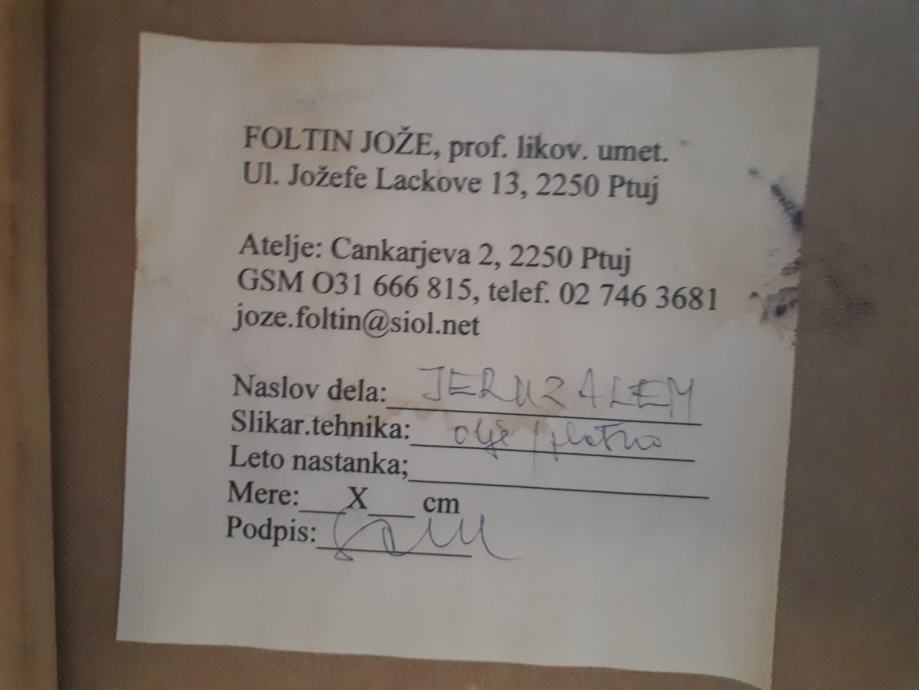 FOLTIN JOŽE, prof. likov. umet.
Ul. Jožefe Lackove 13, 2250 Ptuj
Atelje: Cankarjeva 2, 2250 Ptuj
GSM O31 666 815, telef. 02 746 3681
joze.foltin@siol.net
Naslov dela: JERUZALEM
Slikar.tehnika: olje / platno
Leto nastanka;
Mere:___X___ cm
Podpis: